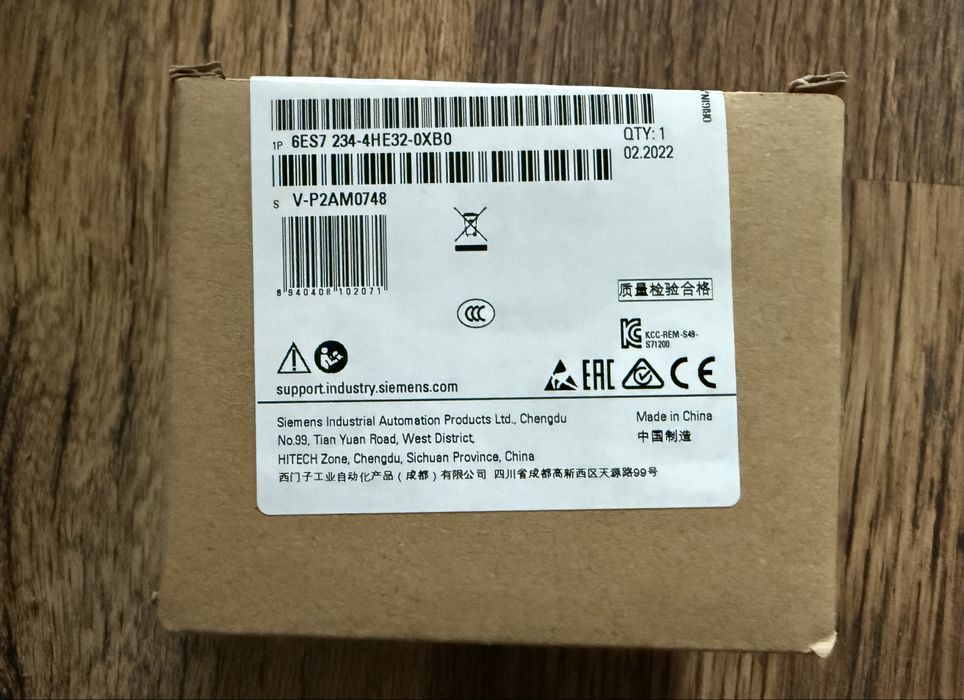 1P 6ES7 234-4HE32-0XB0
QTY: 1
02.2022
S V-P2AM0748
6 940408 102071
质量检验合格
KCC-REM-S49-
S71200
EAC
CE
support.industry.siemens.com
Siemens Industrial Automation Products Ltd., Chengdu
No.99, Tian Yuan Road, West District,
HITECH Zone, Chengdu, Sichuan Province, China
西门子工业自动化产品（成都）有限公司 四川省成都高新西区天源路99号
Made in China
中国制造